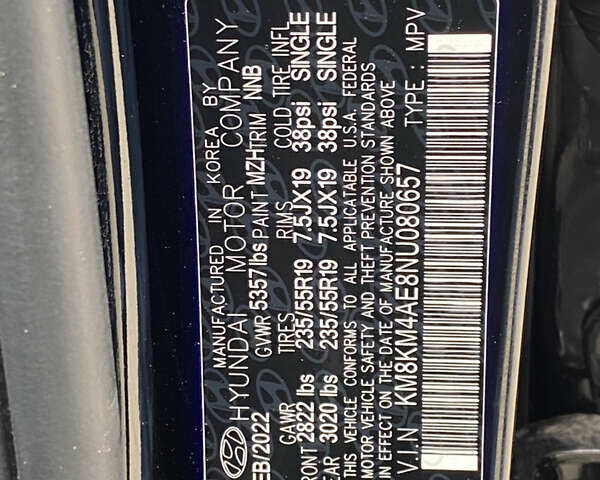 MANUFACTURED IN KOREA BY
HYUNDAI MOTOR COMPANY
EB/2022 GVWR 5357lbs PAINT MZH TRIM NNB
GAWR TIRES RIMS COLD TIRE INFL
RONT 2822 lbs 235/55R19 7.5JX19 38psi SINGLE
EAR 3020 lbs 235/55R19 7.5JX19 38psi SINGLE
THIS VEHICLE CONFORMS TO ALL APPLICABLE U.S.A. FEDERAL
MOTOR VEHICLE SAFETY AND THEFT PREVENTION STANDARDS
IN EFFECT ON THE DATE OF MANUFACTURE SHOWN ABOVE
V.I.N : KM8KM4AE8NU080657 TYPE : MPV